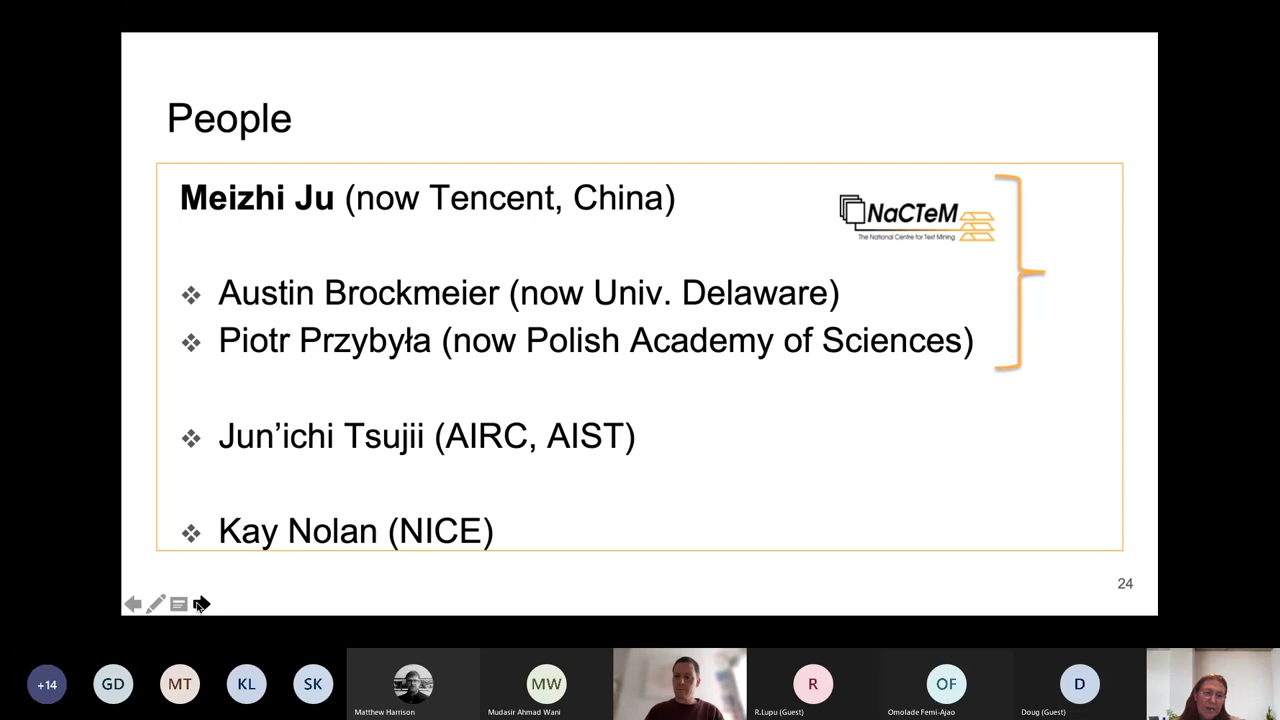 People
Meizhi Ju (now Tencent, China)
NaCTeM
The National Centre for Text Mining
❖ Austin Brockmeier (now Univ. Delaware)
❖ Piotr Przybyła (now Polish Academy of Sciences)
❖ Jun’ichi Tsujii (AIRC, AIST)
❖ Kay Nolan (NICE)
24
+14 GD MT KL SK MW R OF D
Matthew Harrison Mudasir Ahmad Wani R.Lupu (Guest) Omolade Femi-Ajao Doug (Guest)